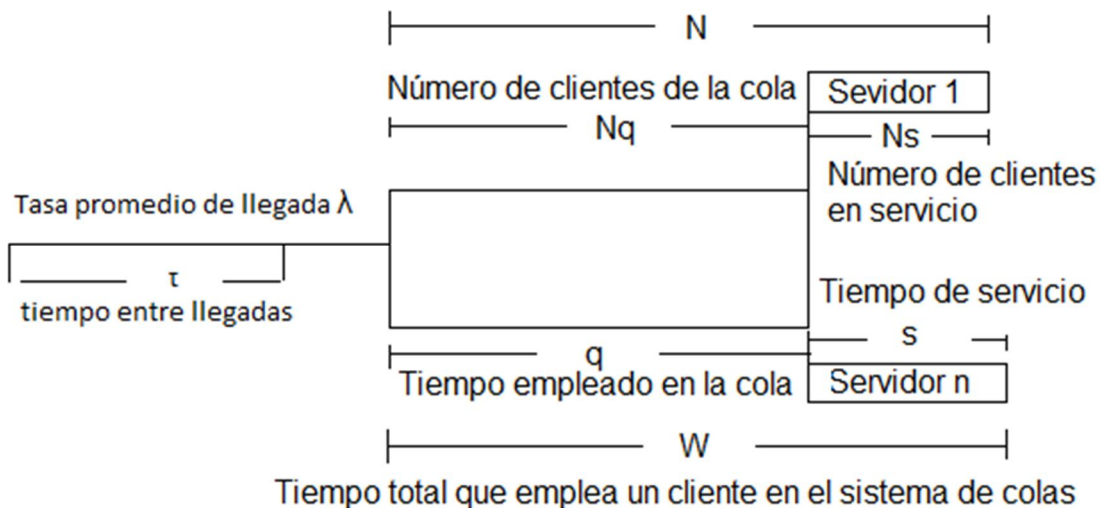 N
Número de clientes de la cola
Sevidor 1
Nq
Ns
Número de clientes
en servicio
Tasa promedio de llegada λ
τ
tiempo entre llegadas
Tiempo de servicio
s
q
Tiempo empleado en la cola
Servidor n
W
Tiempo total que emplea un cliente en el sistema de colas